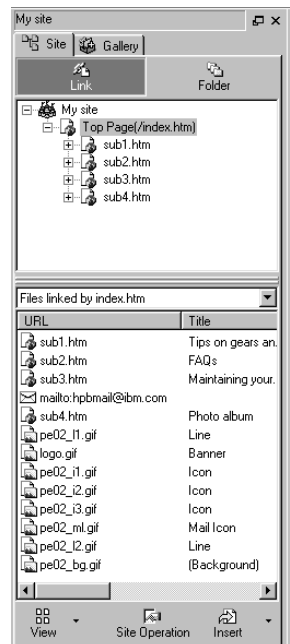 My site
Site Gallery
Link Folder
My site
Top Page(/index.htm)
sub1.htm
sub2.htm
sub3.htm
sub4.htm
Files linked by index.htm
URL Title
sub1.htm Tips on gears an.
sub2.htm FAQs
sub3.htm Maintaining your.
mailto:hpbmail@ibm.com
sub4.htm Photo album
pe02_l1.gif Line
logo.gif Banner
pe02_i1.gif Icon
pe02_i2.gif Icon
pe02_i3.gif Icon
pe02_ml.gif Mail Icon
pe02_l2.gif Line
pe02_bg.gif (Background)
View Site Operation Insert